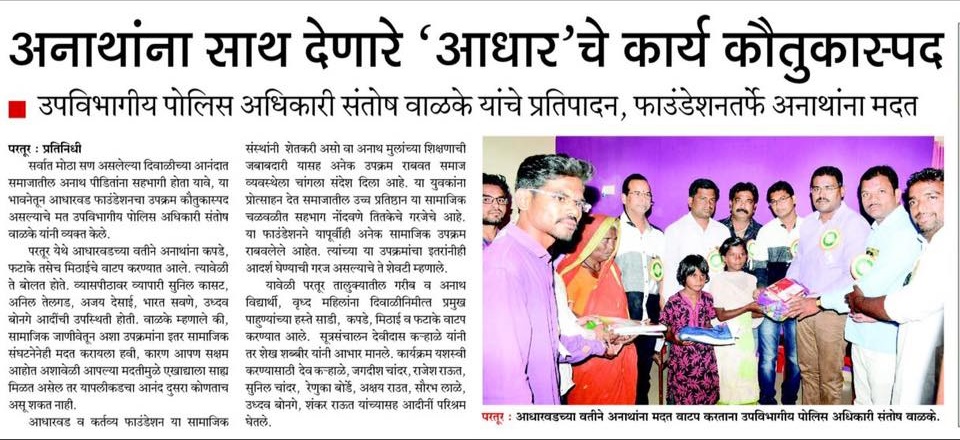 अनाथांना साथ देणारे ‘आधार’चे कार्य कौतुकास्पद
■ उपविभागीय पोलिस अधिकारी संतोष वाळके यांचे प्रतिपादन, फाउंडेशनतर्फे अनाथांना मदत
परतूर : प्रतिनिधी
सर्वात मोठा सण असलेल्या दिवाळीच्या आनंदात
समाजातील अनाथ पीडितांना सहभागी होता यावे, या
भावनेतून आधारवड फाउंडेशनचा उपक्रम कौतुकास्पद
असल्याचे मत उपविभागीय पोलिस अधिकारी संतोष
वाळके यांनी व्यक्त केले.
परतूर येथे आधारवडच्या वतीने अनाथांना कपडे,
फटाके तसेच मिठाईचे वाटप करण्यात आले. त्यावेळी
ते बोलत होते. व्यासपीठावर व्यापारी सुनिल कासट,
अनिल तेलगड, अजय देसाई, भारत सवणे, उध्दव
बोनगे आदींची उपस्थिती होती. वाळके म्हणाले की,
सामाजिक जाणीवेतून अशा उपक्रमांना इतर सामाजिक
संघटनेनेही मदत करायला हवी, कारण आपण सक्षम
आहोत अशावेळी आपल्या मदतीमुळे एखाद्याला साह्य
मिळत असेल तर यापलीकडचा आनंद दुसरा कोणताच
असू शकत नाही.
आधारवड व कर्तव्य फाउंडेशन या सामाजिक
संस्थांनी शेतकरी असो वा अनाथ मुलांच्या शिक्षणाची
जबाबदारी यासह अनेक उपक्रम राबवत समाज
व्यवस्थेला चांगला संदेश दिला आहे. या युवकांना
प्रोत्साहन देत समाजातील उच्च प्रतिष्ठान या सामाजिक
चळवळीत सहभाग नोंदवणे तितकेचे गरजेचे आहे.
या फाउंडेशनने यापूर्वीही अनेक सामाजिक उपक्रम
राबवलेले आहेत. त्यांच्या या उपक्रमांचा इतरांनीही
आदर्श घेण्याची गरज असल्याचे ते शेवटी म्हणाले.
यावेळी परतूर तालुक्यातील गरीब व अनाथ
विद्यार्थी, वृध्द महिलांना दिवाळीनिमीत्त प्रमुख
पाहुण्यांच्या हस्ते साडी, कपडे, मिठाई व फटाके वाटप
करण्यात आले. सूत्रसंचालन देवीदास कऱ्हाळे यांनी
तर शेख शब्बीर यांनी आभार मानले. कार्यक्रम यशस्वी
करण्यासाठी देव कऱ्हाळे, जगदीश चांदर, राजेश राऊत,
सुनिल चांदर, रेणुका बोर्डे, अक्षय राऊत, सौरभ लाळे,
उध्दव बोनगे, शंकर राऊत यांच्यासह आदींनी परिश्रम
घेतले.
परतूर : आधारवडच्या वतीने अनाथांना मदत वाटप करताना उपविभागीय पोलिस अधिकारी संतोष वाळके.